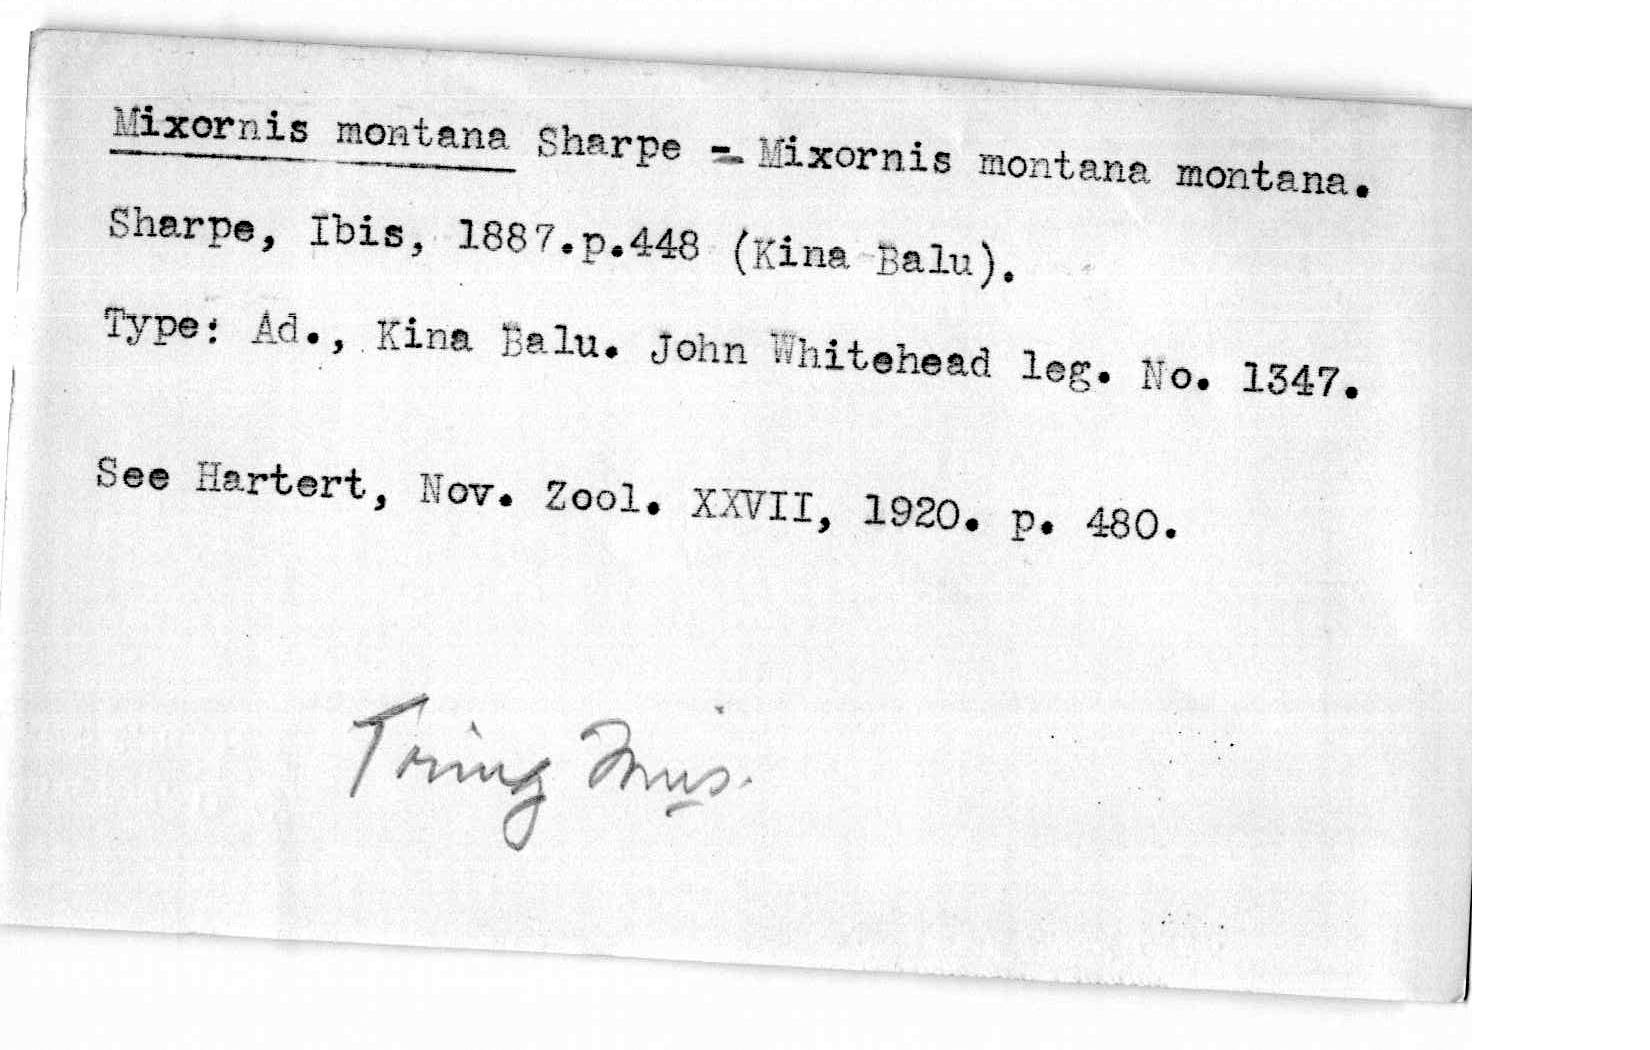 Mixornis montana Sharpe = Mixornis montana montana.
Sharpe, Ibis, 1887.p.448 (Kina Balu).
Type: Ad., Kina Balu. John Whitehead leg. No. 1347.
See Hartert, Nov. Zool. XXVII, 1920. p. 480.
Tring Mus.